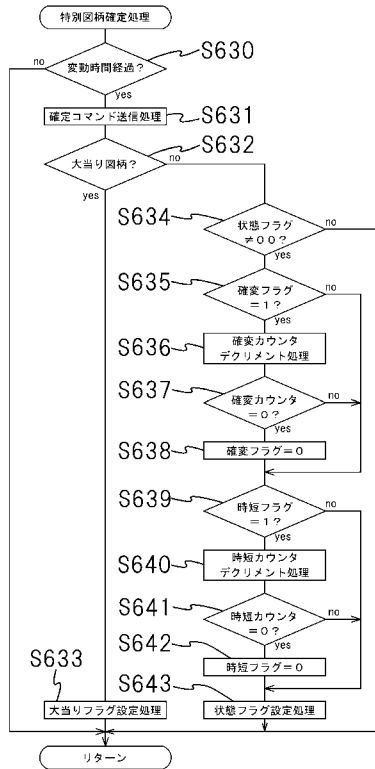 特別図柄確定処理
S630
no
変動時間経過？
yes
確定コマンド送信処理
S631
S632
大当り図柄？
no
yes
S634
状態フラグ
≠００？
no
yes
S635
確変フラグ
＝１？
no
yes
S636
確変カウンタ
デクリメント処理
S637
確変カウンタ
＝０？
no
yes
S638
確変フラグ＝０
S639
時短フラグ
＝１？
no
yes
S640
時短カウンタ
デクリメント処理
S641
時短カウンタ
＝０？
no
yes
S642
時短フラグ＝０
S633
S643
大当りフラグ設定処理
状態フラグ設定処理
リターン